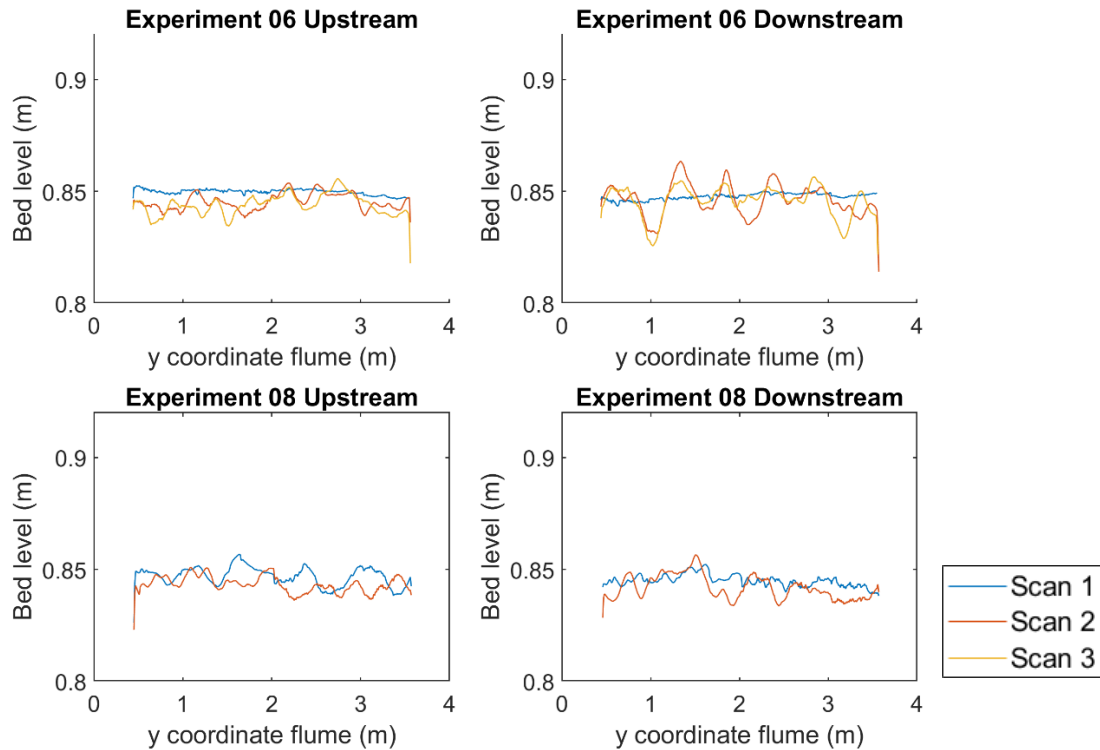 Experiment 06 Upstream
Bed level (m)
0.9
0.85
0.8
0 1 2 3 4
y coordinate flume (m)
Experiment 06 Downstream
Bed level (m)
0.9
0.85
0.8
0 1 2 3 4
y coordinate flume (m)
Experiment 08 Upstream
Bed level (m)
0.9
0.85
0.8
0 1 2 3 4
y coordinate flume (m)
Experiment 08 Downstream
Bed level (m)
0.9
0.85
0.8
0 1 2 3 4
y coordinate flume (m)
Scan 1
Scan 2
Scan 3